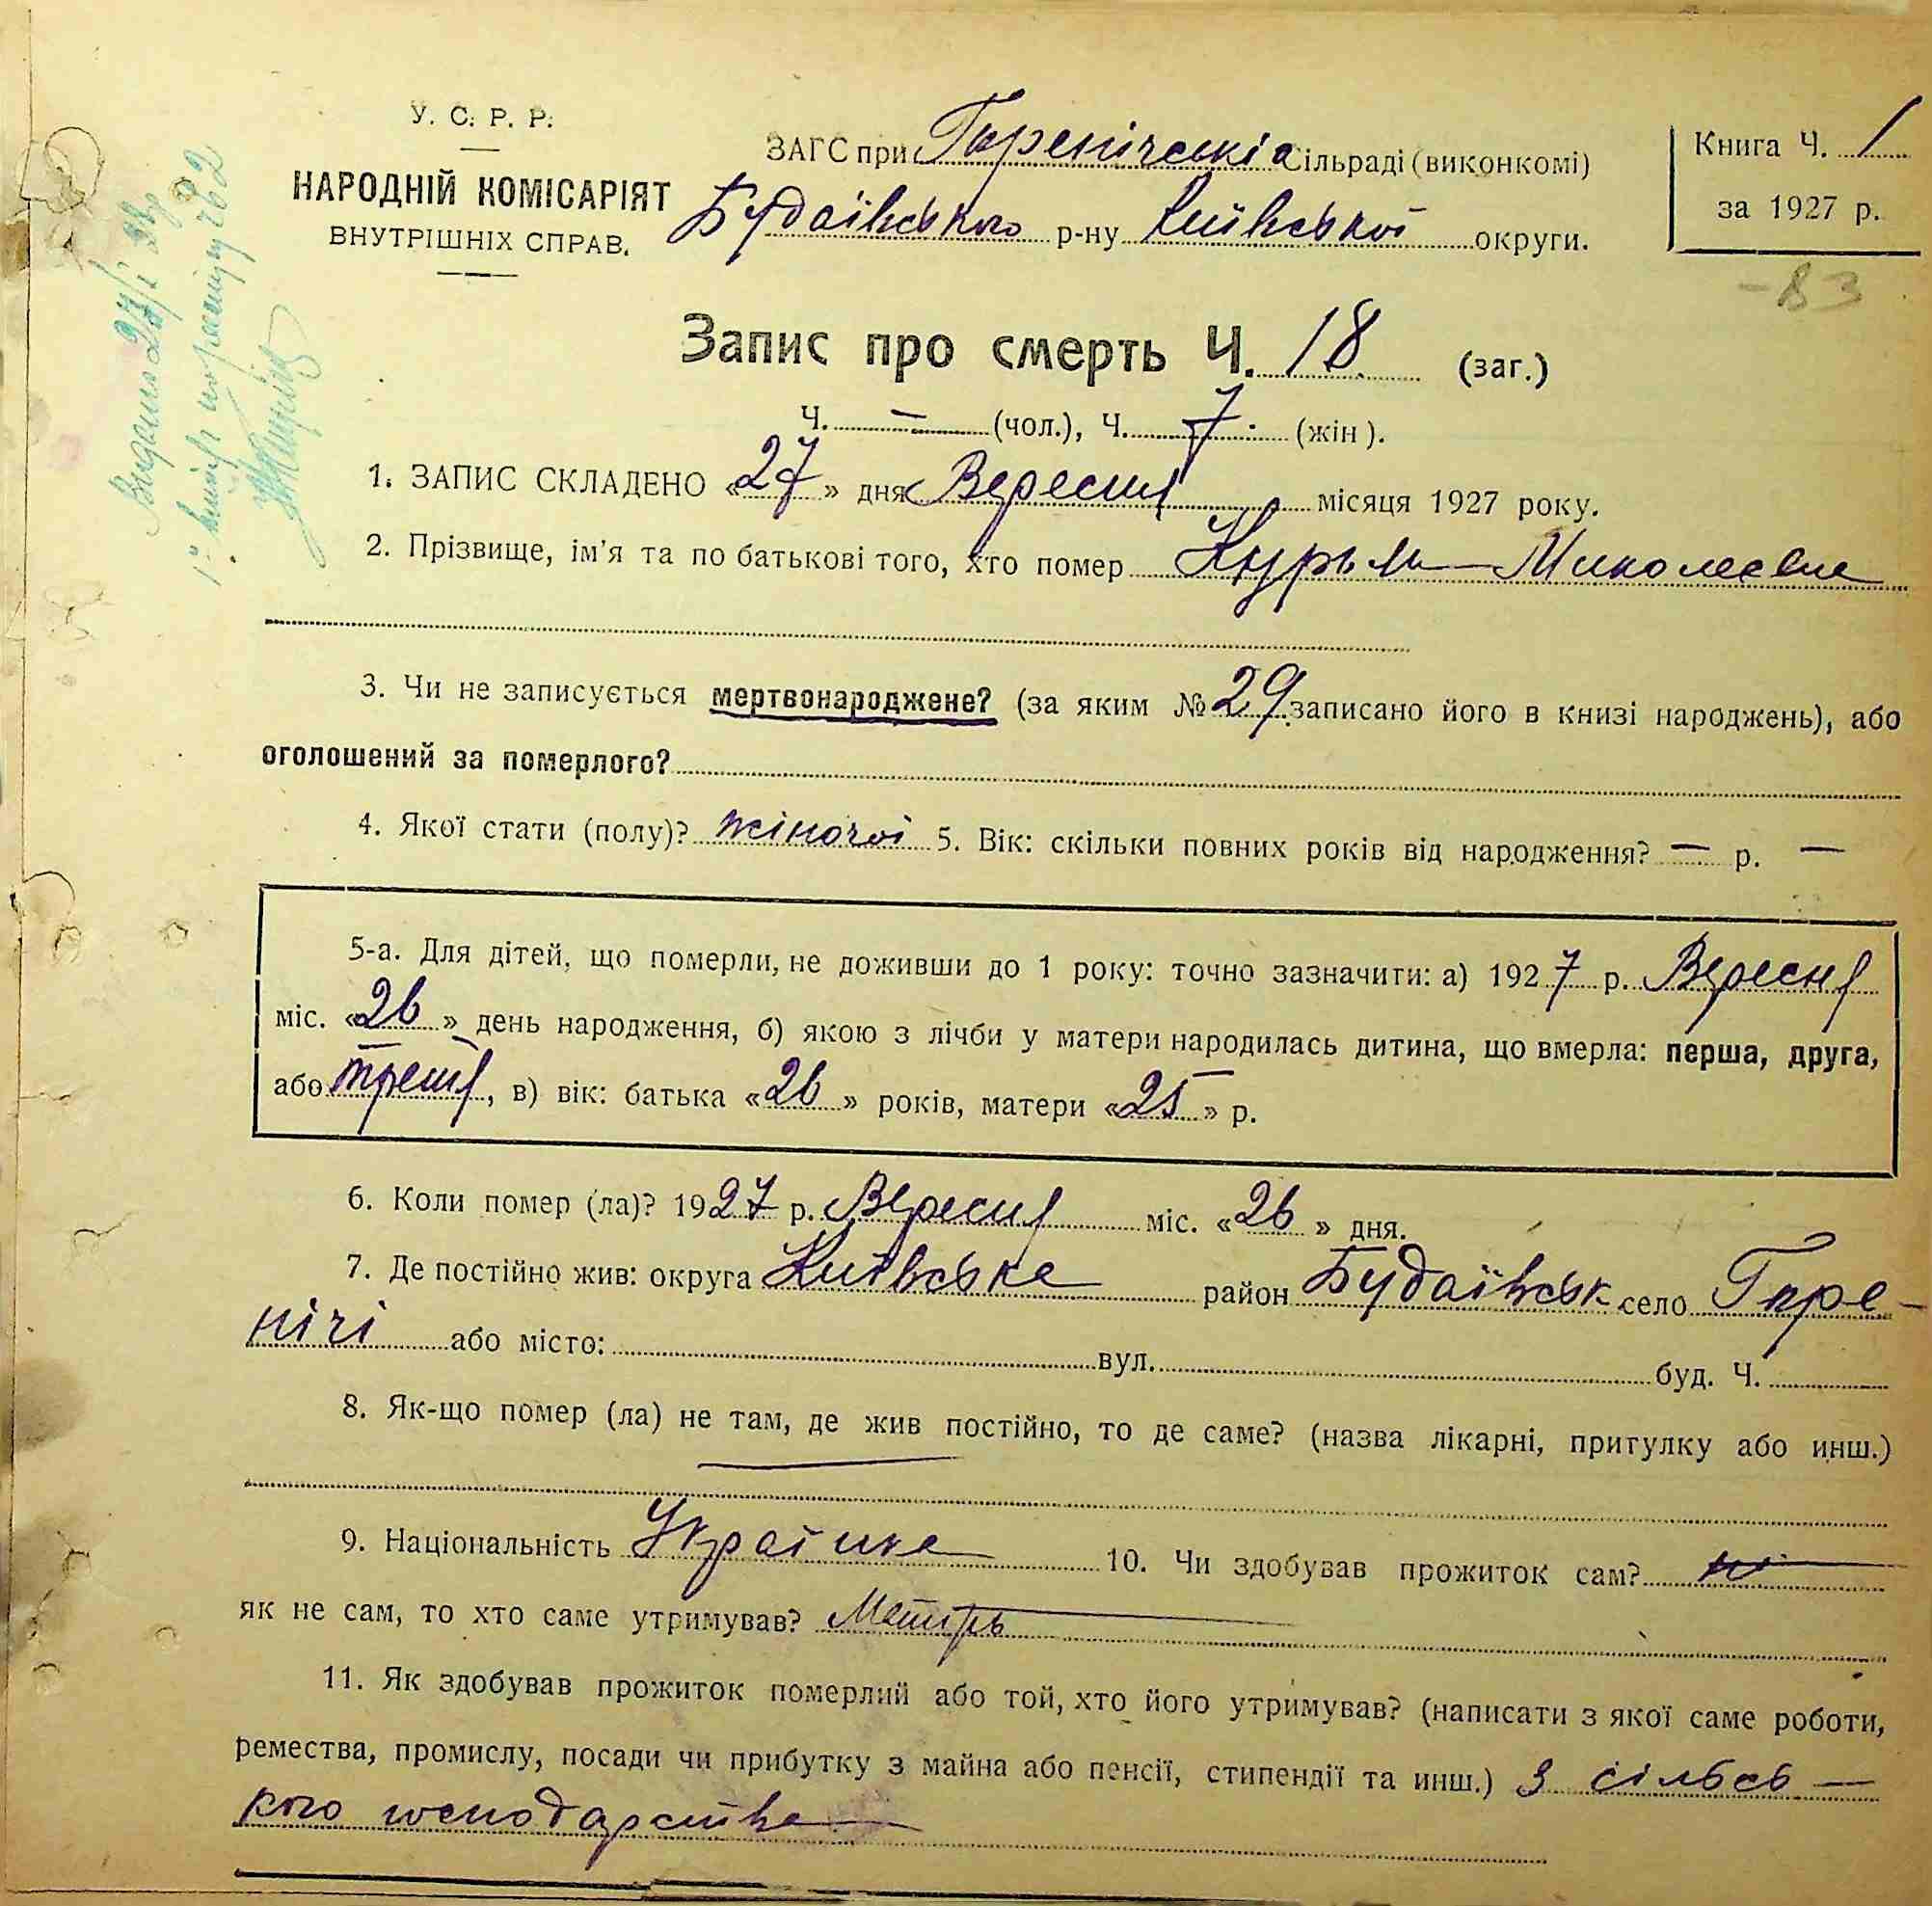 У. С. Р. Р.
НАРОДНІЙ КОМІСАРІЯТ
ВНУТРІШНІХ СПРАВ.
ЗАГС при Гореніческій сільраді (виконкомі)
Будаївського р-ну Київської округи.
Книга Ч. 1
за 1927 р.
-83
Видано
Запис про смерть Ч. 18 (заг.)
Ч. — (чол.), Ч. 7 (жін).
1. ЗАПИС СКЛАДЕНО «27» дня Вересня місяця 1927 року.
2. Прізвище, ім'я та по батькові того, хто помер Миколаєвна
3. Чи не записується мертвонароджене? (за яким № 29 записано його в книзі народжень), або
оголошений за померлого?
4. Якої стати (полу)? жіночої 5. Вік: скільки повних років від народження? — р. —
5-а. Для дітей, що померли, не доживши до 1 року: точно зазначити: а) 1927 р. Вересня
міс. «26» день народження, б) якою з лічби у матери народилась дитина, що вмерла: перша, друга,
або третя, в) вік: батька «26» років, матери «25» р.
6. Коли помер (ла)? 1927 р. Вересня міс. «26» дня.
7. Де постійно жив: округа Київська район Будаївськ село Горе-
нічі або місто: вул. буд. Ч.
8. Як-що помер (ла) не там, де жив постійно, то де саме? (назва лікарні, притулку або инш.)
—
9. Національність Українка 10. Чи здобував прожиток сам? ні
як не сам, то хто саме утримував? Матірь
11. Як здобував прожиток померлий або той, хто його утримував? (написати з якої саме роботи,
ремества, промислу, посади чи прибутку з майна або пенсії, стипендії та инш.) З сільсь-
кого господарства